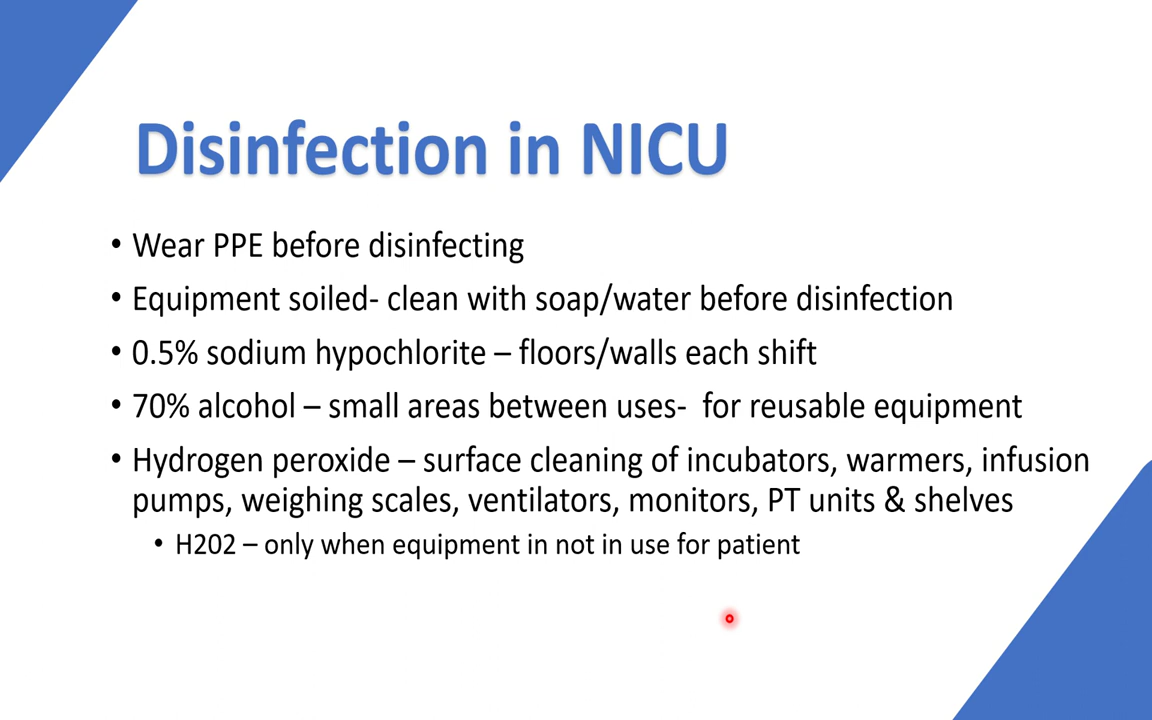 Disinfection in NICU
• Wear PPE before disinfecting
• Equipment soiled- clean with soap/water before disinfection
• 0.5% sodium hypochlorite – floors/walls each shift
• 70% alcohol – small areas between uses-  for reusable equipment
• Hydrogen peroxide – surface cleaning of incubators, warmers, infusion
pumps, weighing scales, ventilators, monitors, PT units & shelves
• H202 – only when equipment in not in use for patient